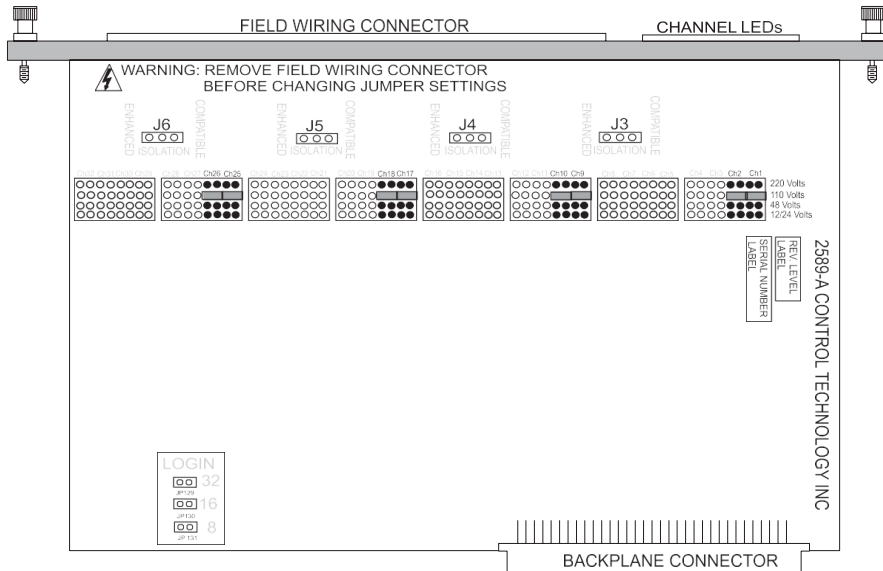 FIELD WIRING CONNECTOR
CHANNEL LEDs
WARNING: REMOVE FIELD WIRING CONNECTOR
BEFORE CHANGING JUMPER SETTINGS
ENHANCED
J6
COMPATIBLE
ISOLATION
ENHANCED
J5
COMPATIBLE
ISOLATION
ENHANCED
J4
COMPATIBLE
ISOLATION
ENHANCED
J3
COMPATIBLE
ISOLATION
Ch26 Ch25
Ch18 Ch17
Ch10 Ch9
Ch2 Ch1
220 Volts
110 Volts
48 Volts
12/24 Volts
REV. LEVEL
LABEL
SERIAL NUMBER
LABEL
2589-A CONTROL TECHNOLOGY INC
LOGIN
32
JP129
16
JP130
8
JP131
BACKPLANE CONNECTOR